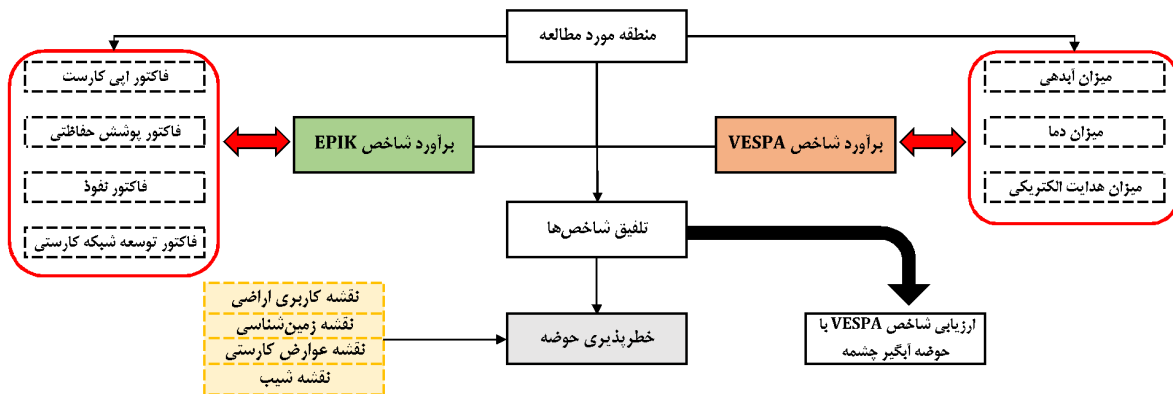 منطقه مورد مطالعه
فاکتور اپی کارست
فاکتور پوشش حفاظتی
فاکتور نفوذ
فاکتور توسعه شبکه کارستی
برآورد شاخص EPIK
برآورد شاخص VESPA
میزان آبدهی
میزان دما
میزان هدایت الکتریکی
تلفیق شاخص‌ها
نقشه کاربری اراضی
نقشه زمین‌شناسی
نقشه عوارض کارستی
نقشه شیب
خطرپذیری حوضه
ارزیابی شاخص VESPA با
حوضه آبگیر چشمه